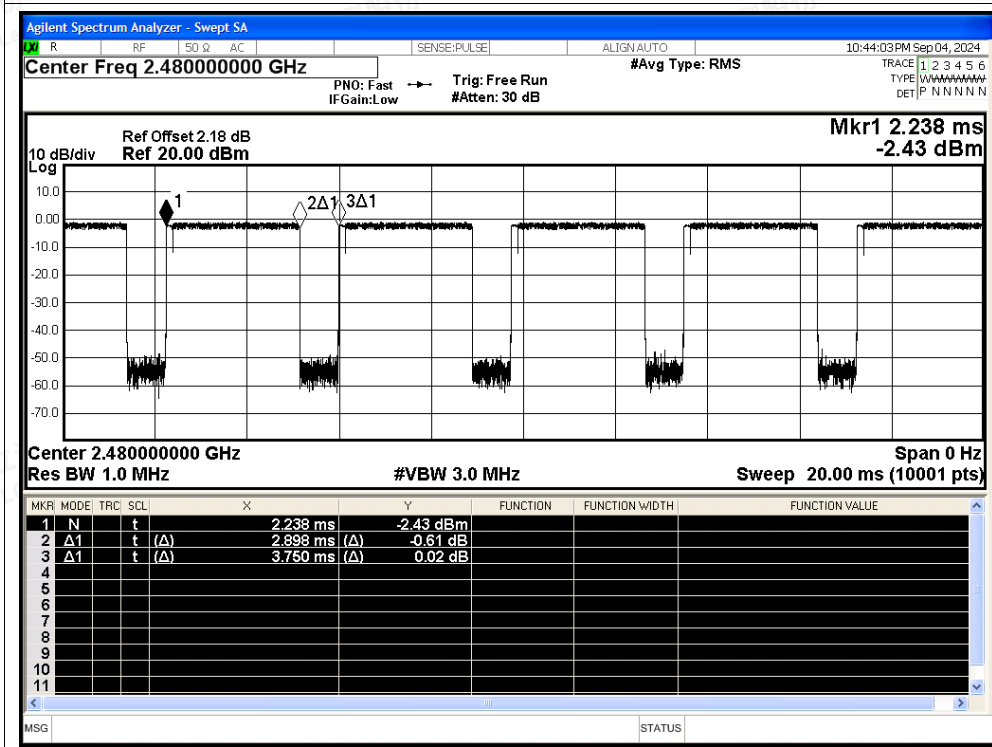 Agilent Spectrum Analyzer - Swept SA
LXI R RF 50 Ω AC SENSE:PULSE ALIGN AUTO 10:44:03 PM Sep 04, 2024
Center Freq 2.480000000 GHz #Avg Type: RMS TRACE 1 2 3 4 5 6
PNO: Fast Trig: Free Run TYPE WWWWWW
IFGain:Low #Atten: 30 dB DET P N N N N N
Mkr1 2.238 ms
-2.43 dBm
Ref Offset 2.18 dB
10 dB/div Ref 20.00 dBm
Log
1 2Δ1 3Δ1
10.0
0.00
-10.0
-20.0
-30.0
-40.0
-50.0
-60.0
-70.0
Center 2.480000000 GHz Span 0 Hz
Res BW 1.0 MHz #VBW 3.0 MHz Sweep 20.00 ms (10001 pts)
MKR MODE TRC SCL X Y FUNCTION FUNCTION WIDTH FUNCTION VALUE
1 N t 2.238 ms -2.43 dBm
2 Δ1 t (Δ) 2.898 ms (Δ) -0.61 dB
3 Δ1 t (Δ) 3.750 ms (Δ) 0.02 dB
4
5
6
7
8
9
10
11
MSG STATUS